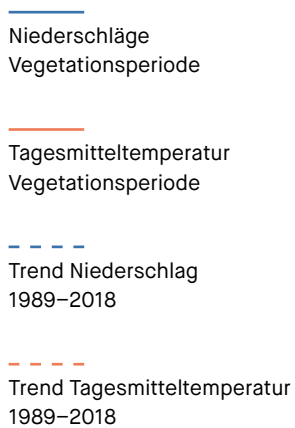 Niederschläge
Vegetationsperiode
Tagesmitteltemperatur
Vegetationsperiode
Trend Niederschlag
1989–2018
Trend Tagesmitteltemperatur
1989–2018